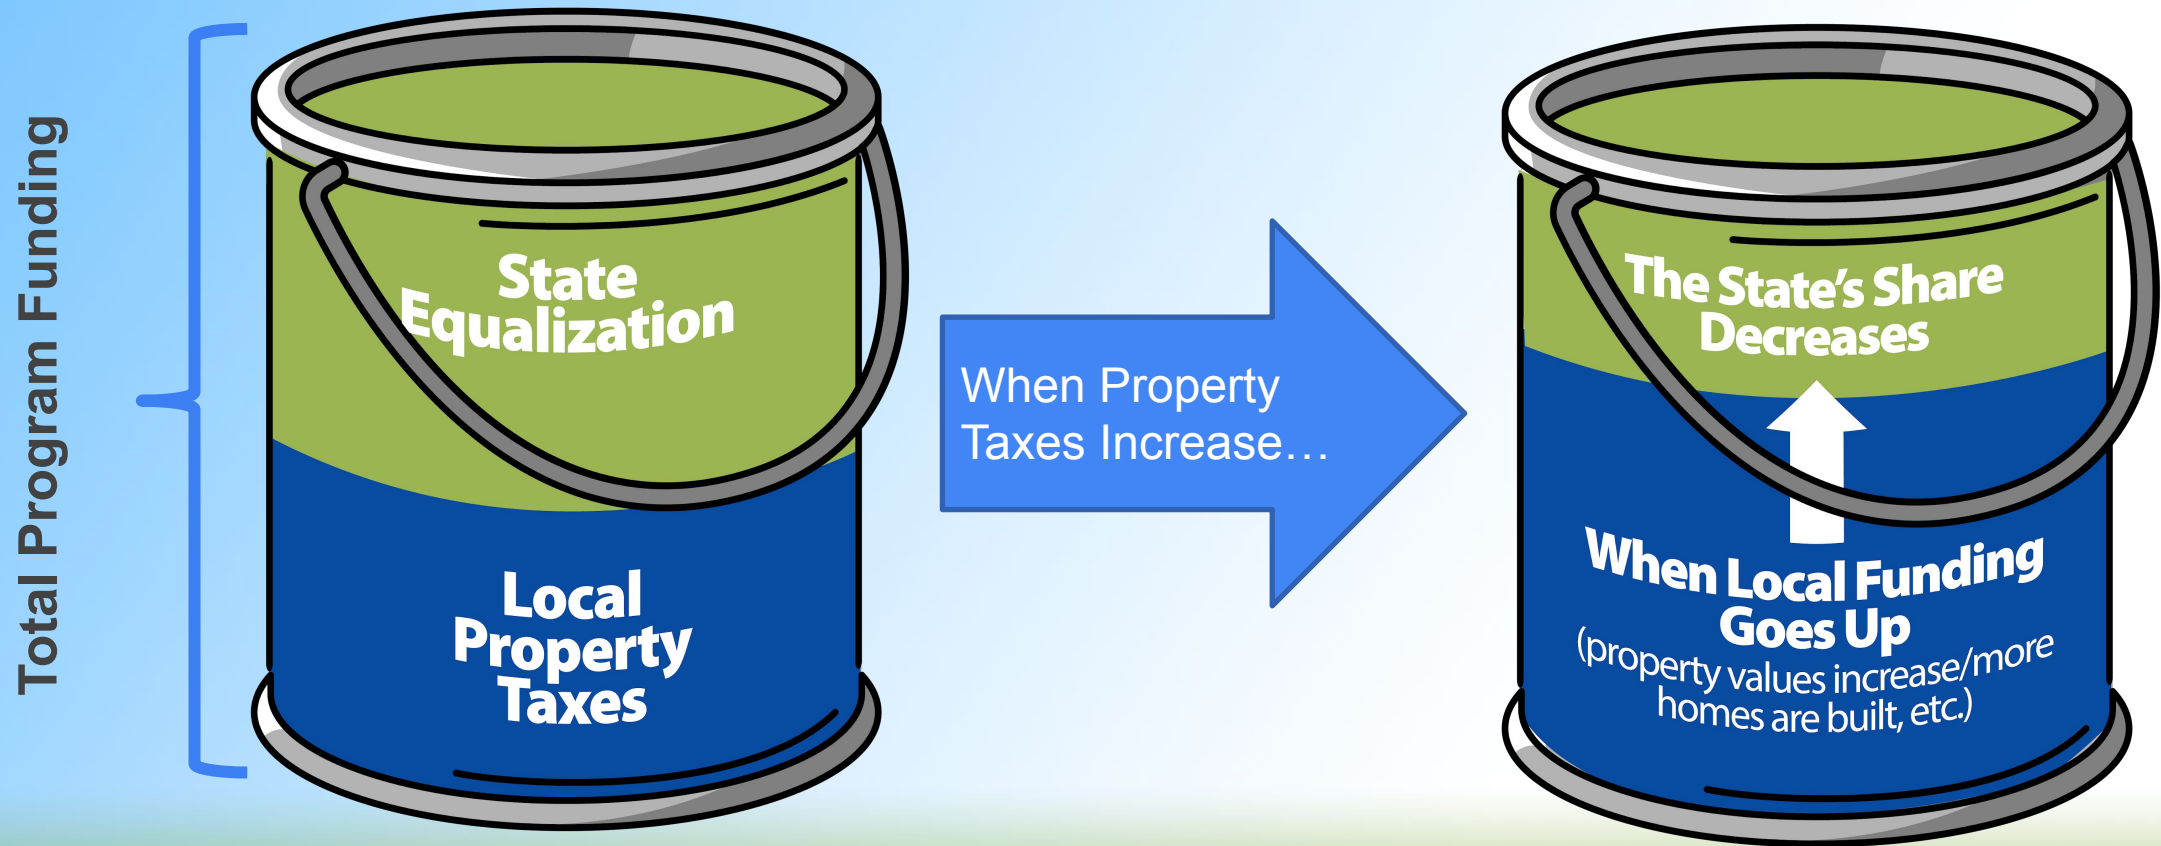 Total Program Funding
State
Equalization
Local
Property
Taxes
When Property
Taxes Increase…
The State's Share
Decreases
When Local Funding
Goes Up
(property values increase/more
homes are built, etc.)